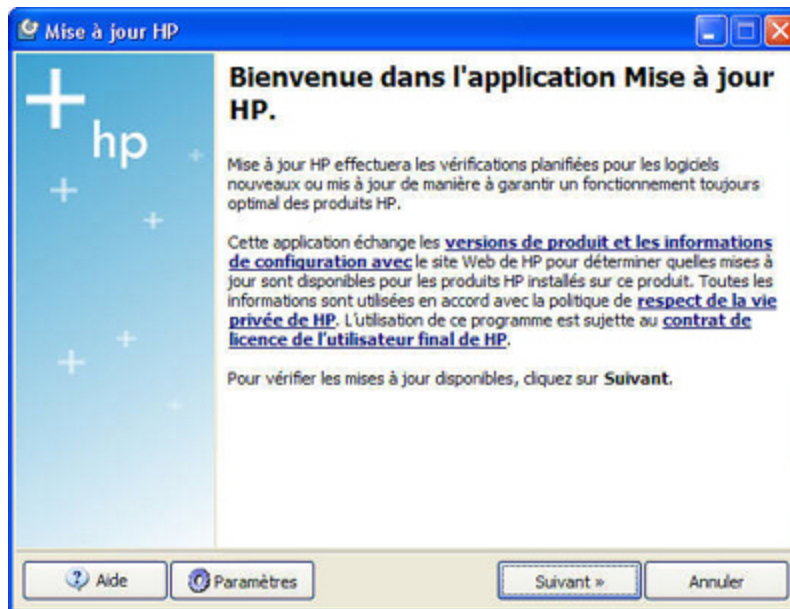 Mise à jour HP
hp
Bienvenue dans l'application Mise à jour
HP.
Mise à jour HP effectuera les vérifications planifiées pour les logiciels
nouveaux ou mis à jour de manière à garantir un fonctionnement toujours
optimal des produits HP.
Cette application échange les versions de produit et les informations
de configuration avec le site Web de HP pour déterminer quelles mises à
jour sont disponibles pour les produits HP installés sur ce produit. Toutes les
informations sont utilisées en accord avec la politique de respect de la vie
privée de HP. L'utilisation de ce programme est sujette au contrat de
licence de l'utilisateur final de HP.
Pour vérifier les mises à jour disponibles, cliquez sur Suivant.
Aide
Paramètres
Suivant »
Annuler